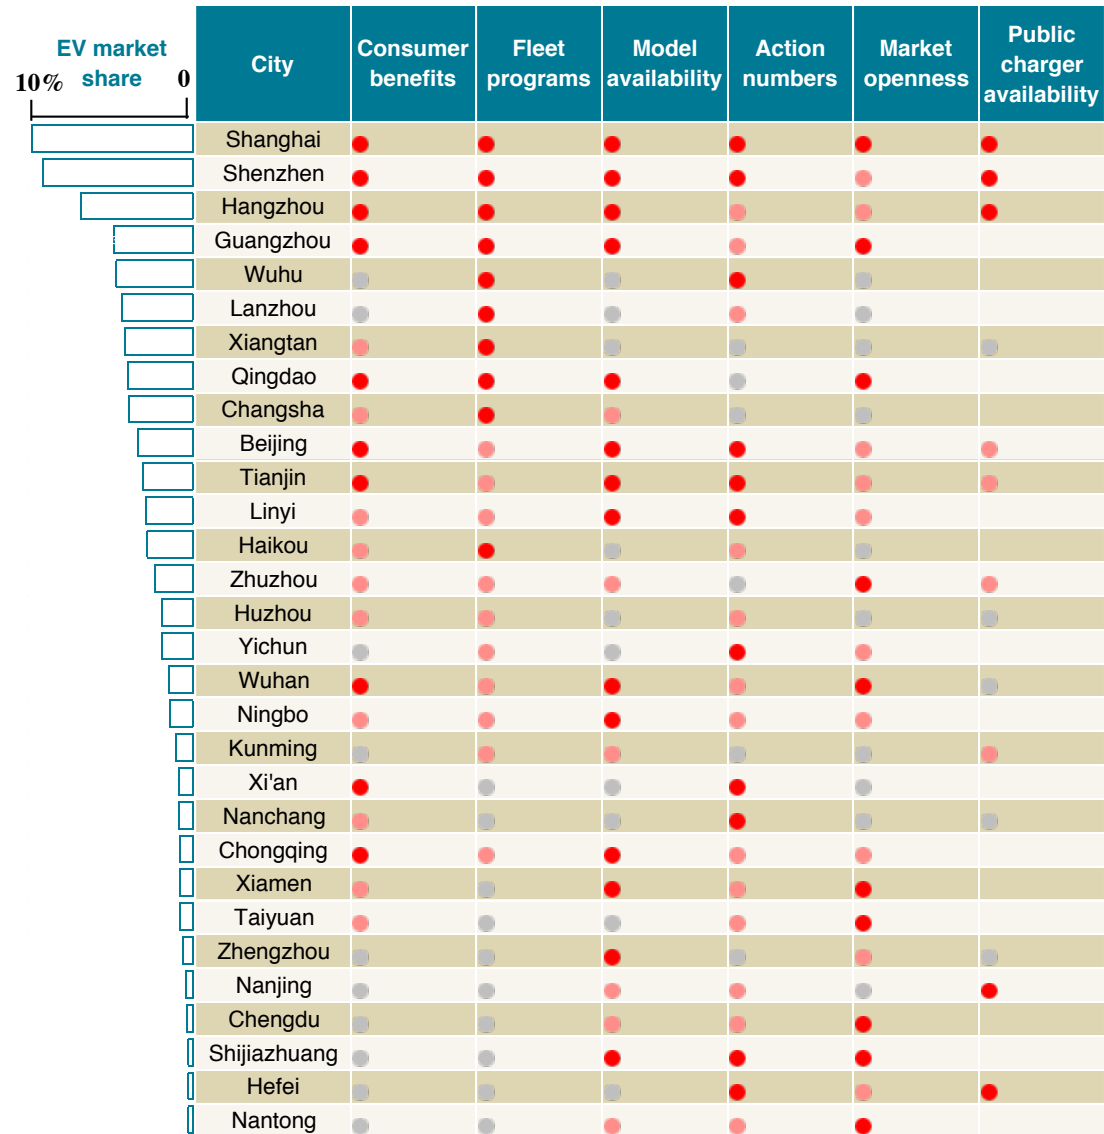 EV market
share
10%
0
City
Consumer
benefits
Fleet
programs
Model
availability
Action
numbers
Market
openness
Public
charger
availability
Shanghai
Shenzhen
Hangzhou
Guangzhou
Wuhu
Lanzhou
Xiangtan
Qingdao
Changsha
Beijing
Tianjin
Linyi
Haikou
Zhuzhou
Huzhou
Yichun
Wuhan
Ningbo
Kunming
Xi'an
Nanchang
Chongqing
Xiamen
Taiyuan
Zhengzhou
Nanjing
Chengdu
Shijiazhuang
Hefei
Nantong